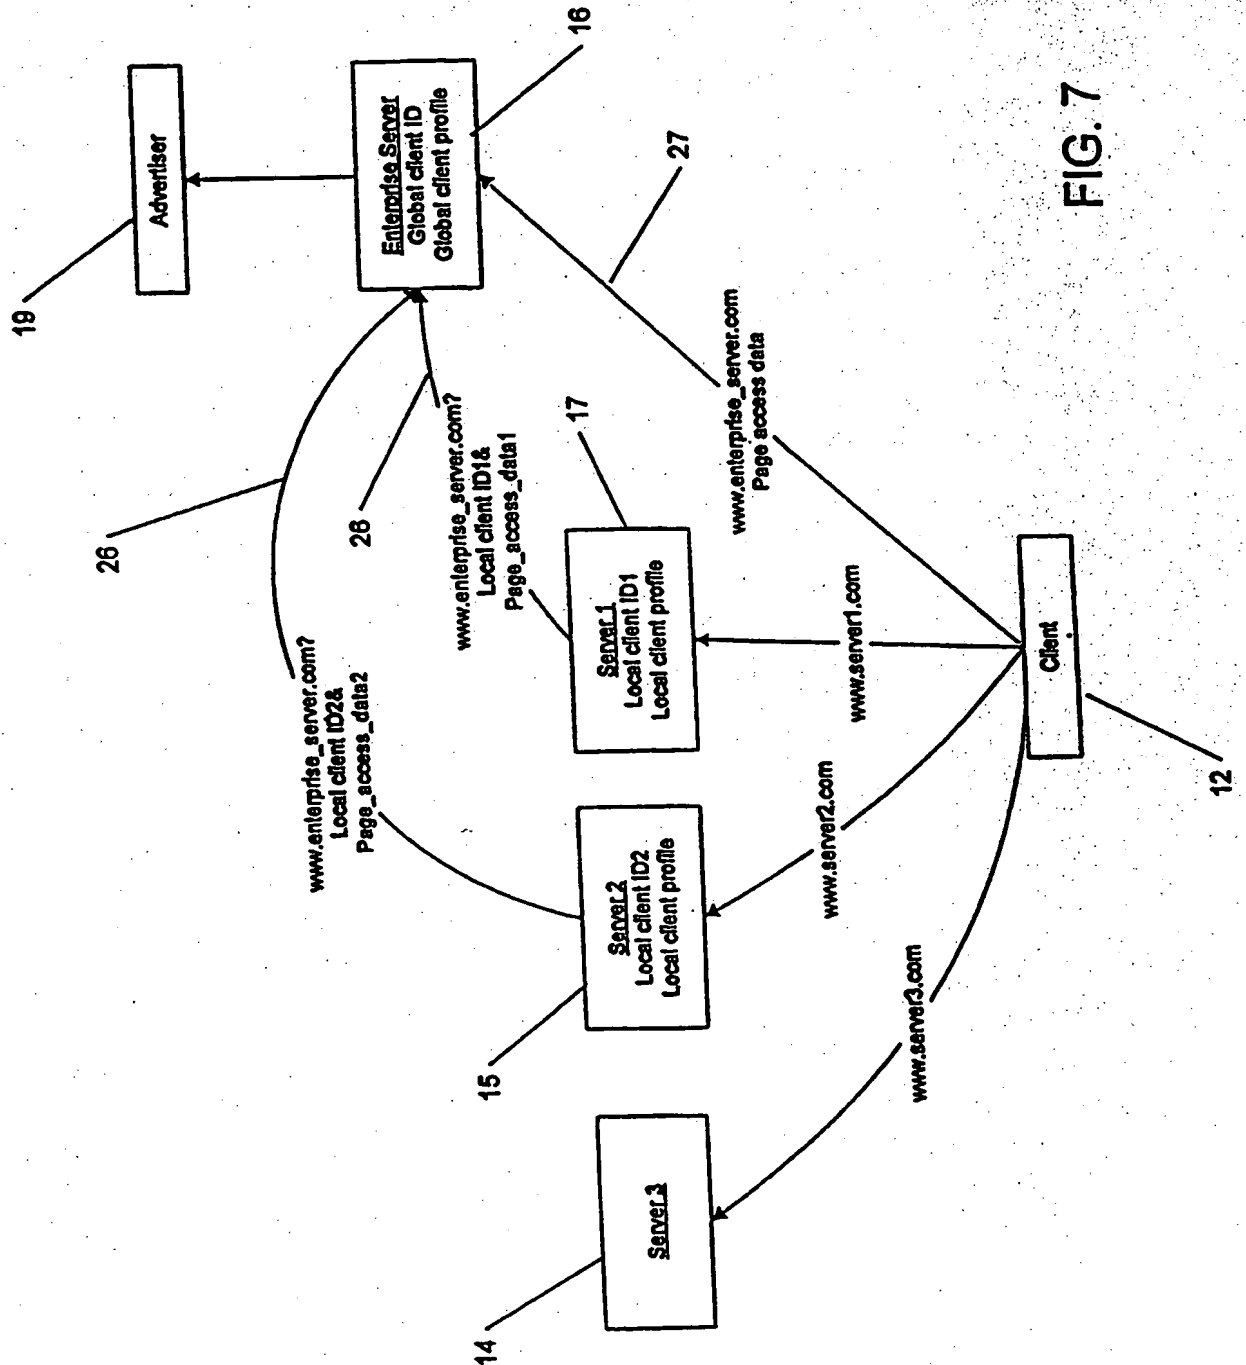 19
26
Advertiser
www.enterprise_server.com?
Local client ID2&
Page_access_data2
26
Enterprise Server
Global client ID
Global client profile
www.enterprise_server.com?
Local client ID1&
Page_access_data1
14
15
17
16
Server 3
Server 2
Local client ID2
Local client profile
Server 1
Local client ID1
Local client profile
27
www.enterprise_server.com
Page access data
www.server3.com
www.server2.com
www.server1.com
Client
12
FIG. 7